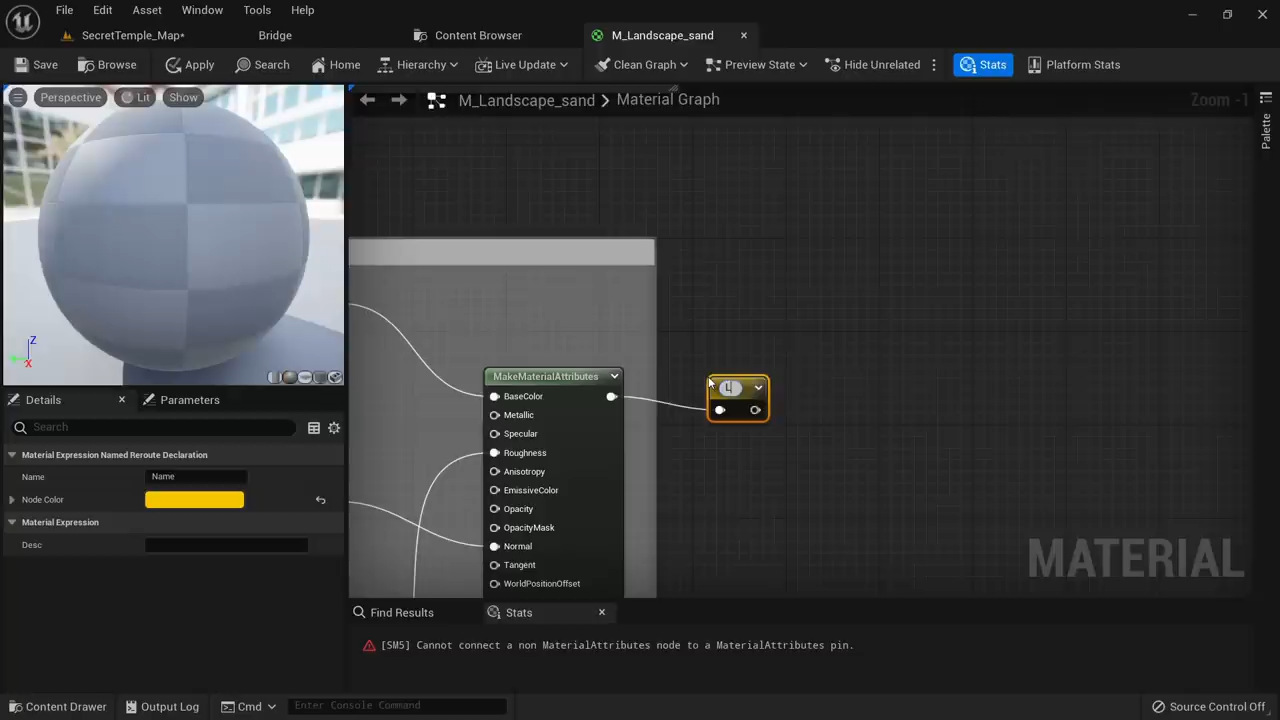 File Edit Asset Window Tools Help
SecretTemple_Map* Bridge Content Browser M_Landscape_sand
Save Browse Apply Search Home Hierarchy Live Update Clean Graph Preview State Hide Unrelated Stats Platform Stats
Perspective Lit Show
M_Landscape_sand > Material Graph Zoom -1
Palette
Z
X
MakeMaterialAttributes
BaseColor
Metallic
Specular
Roughness
Anisotropy
EmissiveColor
Opacity
OpacityMask
Normal
Tangent
WorldPositionOffset
L
MATERIAL
Details Parameters
Search
Material Expression Named Reroute Declaration
Name Name
Node Color
Material Expression
Desc
Find Results Stats
[SM5] Cannot connect a non MaterialAttributes node to a MaterialAttributes pin.
Content Drawer Output Log Cmd Enter Console Command Source Control Off